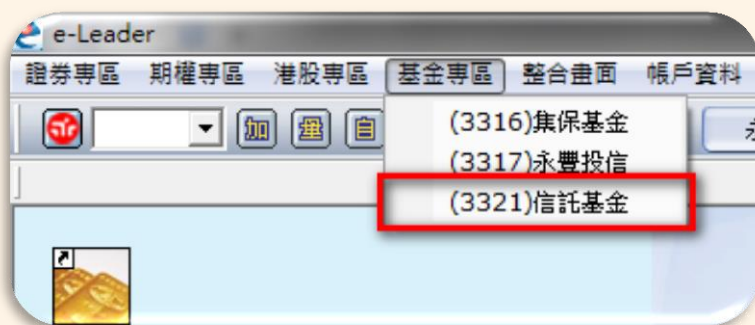 e-Leader
證券專區 期權專區 港股專區 基金專區 整合畫面 帳戶資料
加 畫 自
(3316)集保基金
(3317)永豐投信
(3321)信託基金